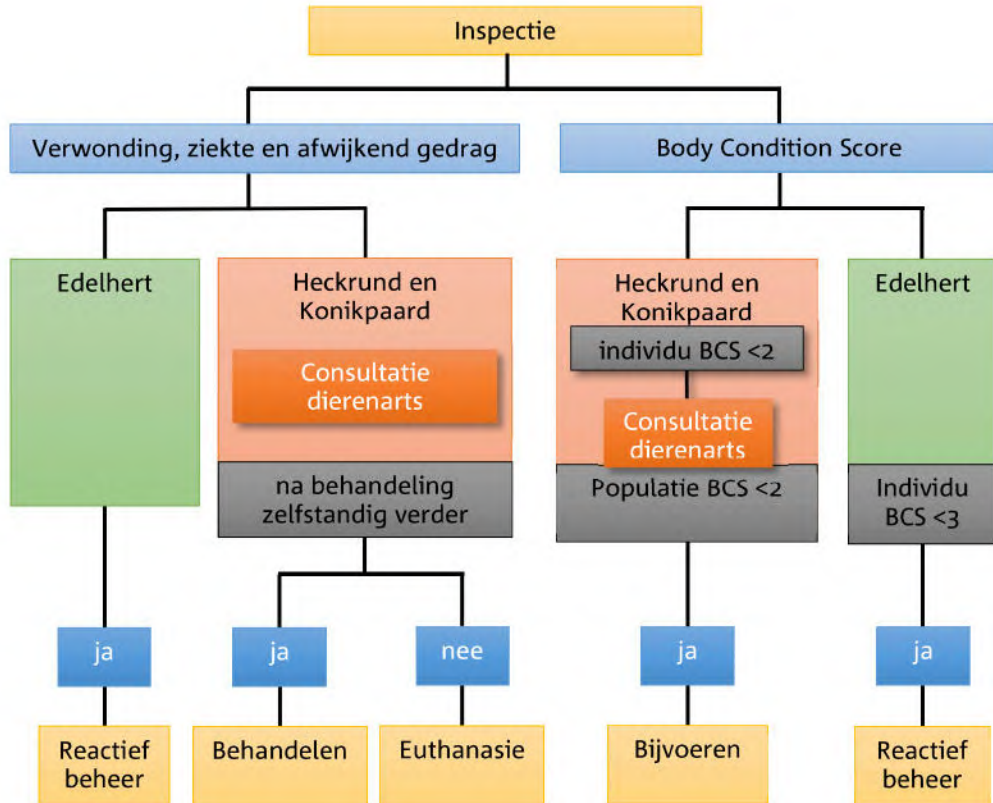 Inspectie
Verwonding, ziekte en afwijkend gedrag
Body Condition Score
Edelhert
Heckrund en
Konikpaard
Consultatie
dierenarts
na behandeling
zelfstandig verder
Heckrund en
Konikpaard
individu BCS <2
Consultatie
dierenarts
Populatie BCS <2
Edelhert
Individu
BCS <3
ja
ja
nee
ja
ja
Reactief
beheer
Behandelen
Euthanasie
Bijvoeren
Reactief
beheer